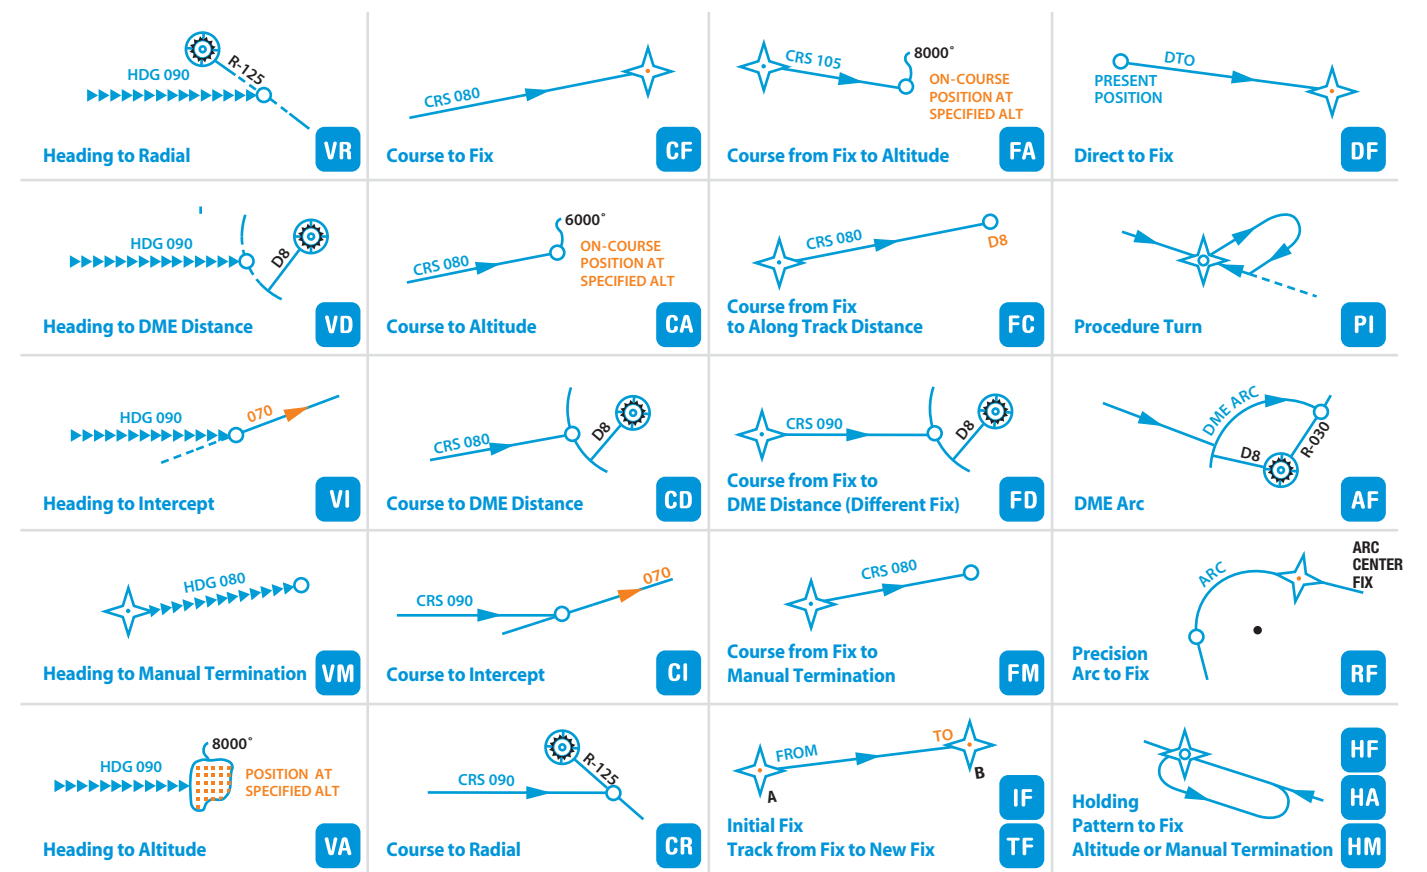 HDG 090
R-125
Heading to Radial
VR
CRS 080
Course to Fix
CF
CRS 105
8000˚
ON-COURSE
POSITION AT
SPECIFIED ALT
Course from Fix to Altitude
FA
DTO
PRESENT
POSITION
Direct to Fix
DF
HDG 090
D8
Heading to DME Distance
VD
CRS 080
6000˚
ON-COURSE
POSITION AT
SPECIFIED ALT
Course to Altitude
CA
CRS 080
D8
Course from Fix
to Along Track Distance
FC
Procedure Turn
PI
HDG 090
070
Heading to Intercept
VI
CRS 080
D8
Course to DME Distance
CD
CRS 090
D8
Course from Fix to
DME Distance (Different Fix)
FD
DME ARC
D8
R-030
DME Arc
AF
HDG 080
Heading to Manual Termination
VM
CRS 090
070
Course to Intercept
CI
CRS 080
Course from Fix to
Manual Termination
FM
ARC
ARC
CENTER
FIX
Precision
Arc to Fix
RF
HDG 090
8000˚
POSITION AT
SPECIFIED ALT
Heading to Altitude
VA
CRS 090
R-125
Course to Radial
CR
FROM
TO
A
B
Initial Fix
IF
Track from Fix to New Fix
TF
Holding
Pattern to Fix
Altitude or Manual Termination
HF
HA
HM